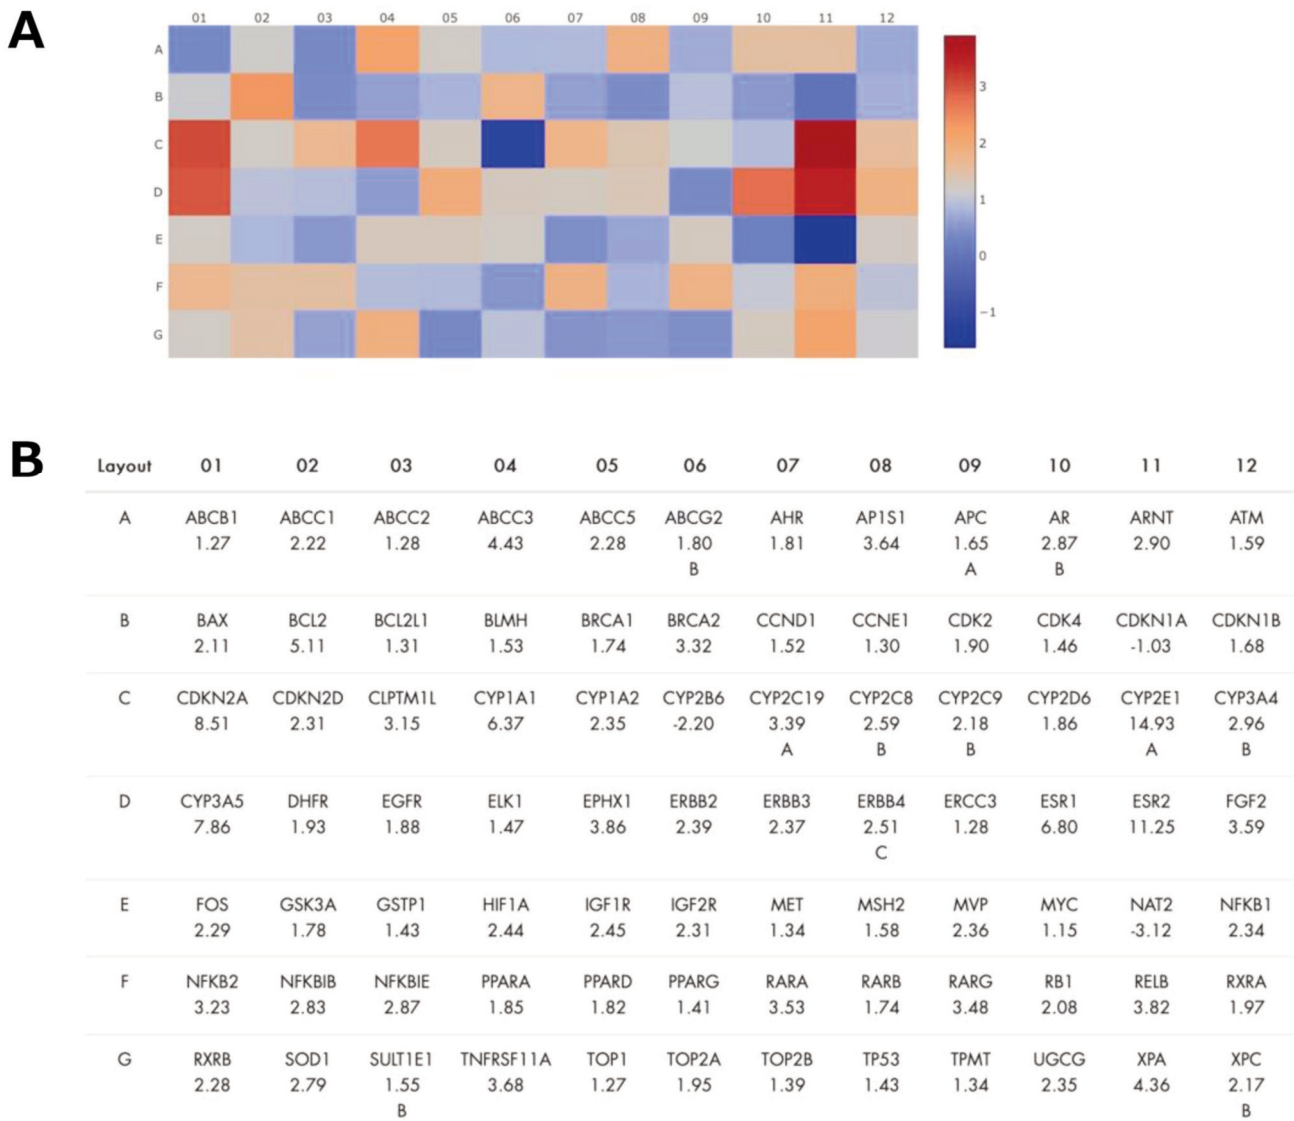 A
01 02 03 04 05 06 07 08 09 10 11 12
A
B
C
D
E
F
G
3
2
1
0
−1
B
Layout 01 02 03 04 05 06 07 08 09 10 11 12
A ABCB1 ABCC1 ABCC2 ABCC3 ABCC5 ABCG2 AHR AP1S1 APC AR ARNT ATM
1.27 2.22 1.28 4.43 2.28 1.80 1.81 3.64 1.65 2.87 2.90 1.59
B A B
B BAX BCL2 BCL2L1 BLMH BRCA1 BRCA2 CCND1 CCNE1 CDK2 CDK4 CDKN1A CDKN1B
2.11 5.11 1.31 1.53 1.74 3.32 1.52 1.30 1.90 1.46 -1.03 1.68
C CDKN2A CDKN2D CLPTM1L CYP1A1 CYP1A2 CYP2B6 CYP2C19 CYP2C8 CYP2C9 CYP2D6 CYP2E1 CYP3A4
8.51 2.31 3.15 6.37 2.35 -2.20 3.39 2.59 2.18 1.86 14.93 2.96
A B B A B
D CYP3A5 DHFR EGFR ELK1 EPHX1 ERBB2 ERBB3 ERBB4 ERCC3 ESR1 ESR2 FGF2
7.86 1.93 1.88 1.47 3.86 2.39 2.37 2.51 1.28 6.80 11.25 3.59
C
E FOS GSK3A GSTP1 HIF1A IGF1R IGF2R MET MSH2 MVP MYC NAT2 NFKB1
2.29 1.78 1.43 2.44 2.45 2.31 1.34 1.58 2.36 1.15 -3.12 2.34
F NFKB2 NFKBIB NFKBIE PPARA PPARD PPARG RARA RARB RARG RB1 RELB RXRA
3.23 2.83 2.87 1.85 1.82 1.41 3.53 1.74 3.48 2.08 3.82 1.97
G RXRB SOD1 SULT1E1 TNFRSF11A TOP1 TOP2A TOP2B TP53 TPMT UGCG XPA XPC
2.28 2.79 1.55 3.68 1.27 1.95 1.39 1.43 1.34 2.35 4.36 2.17
B B